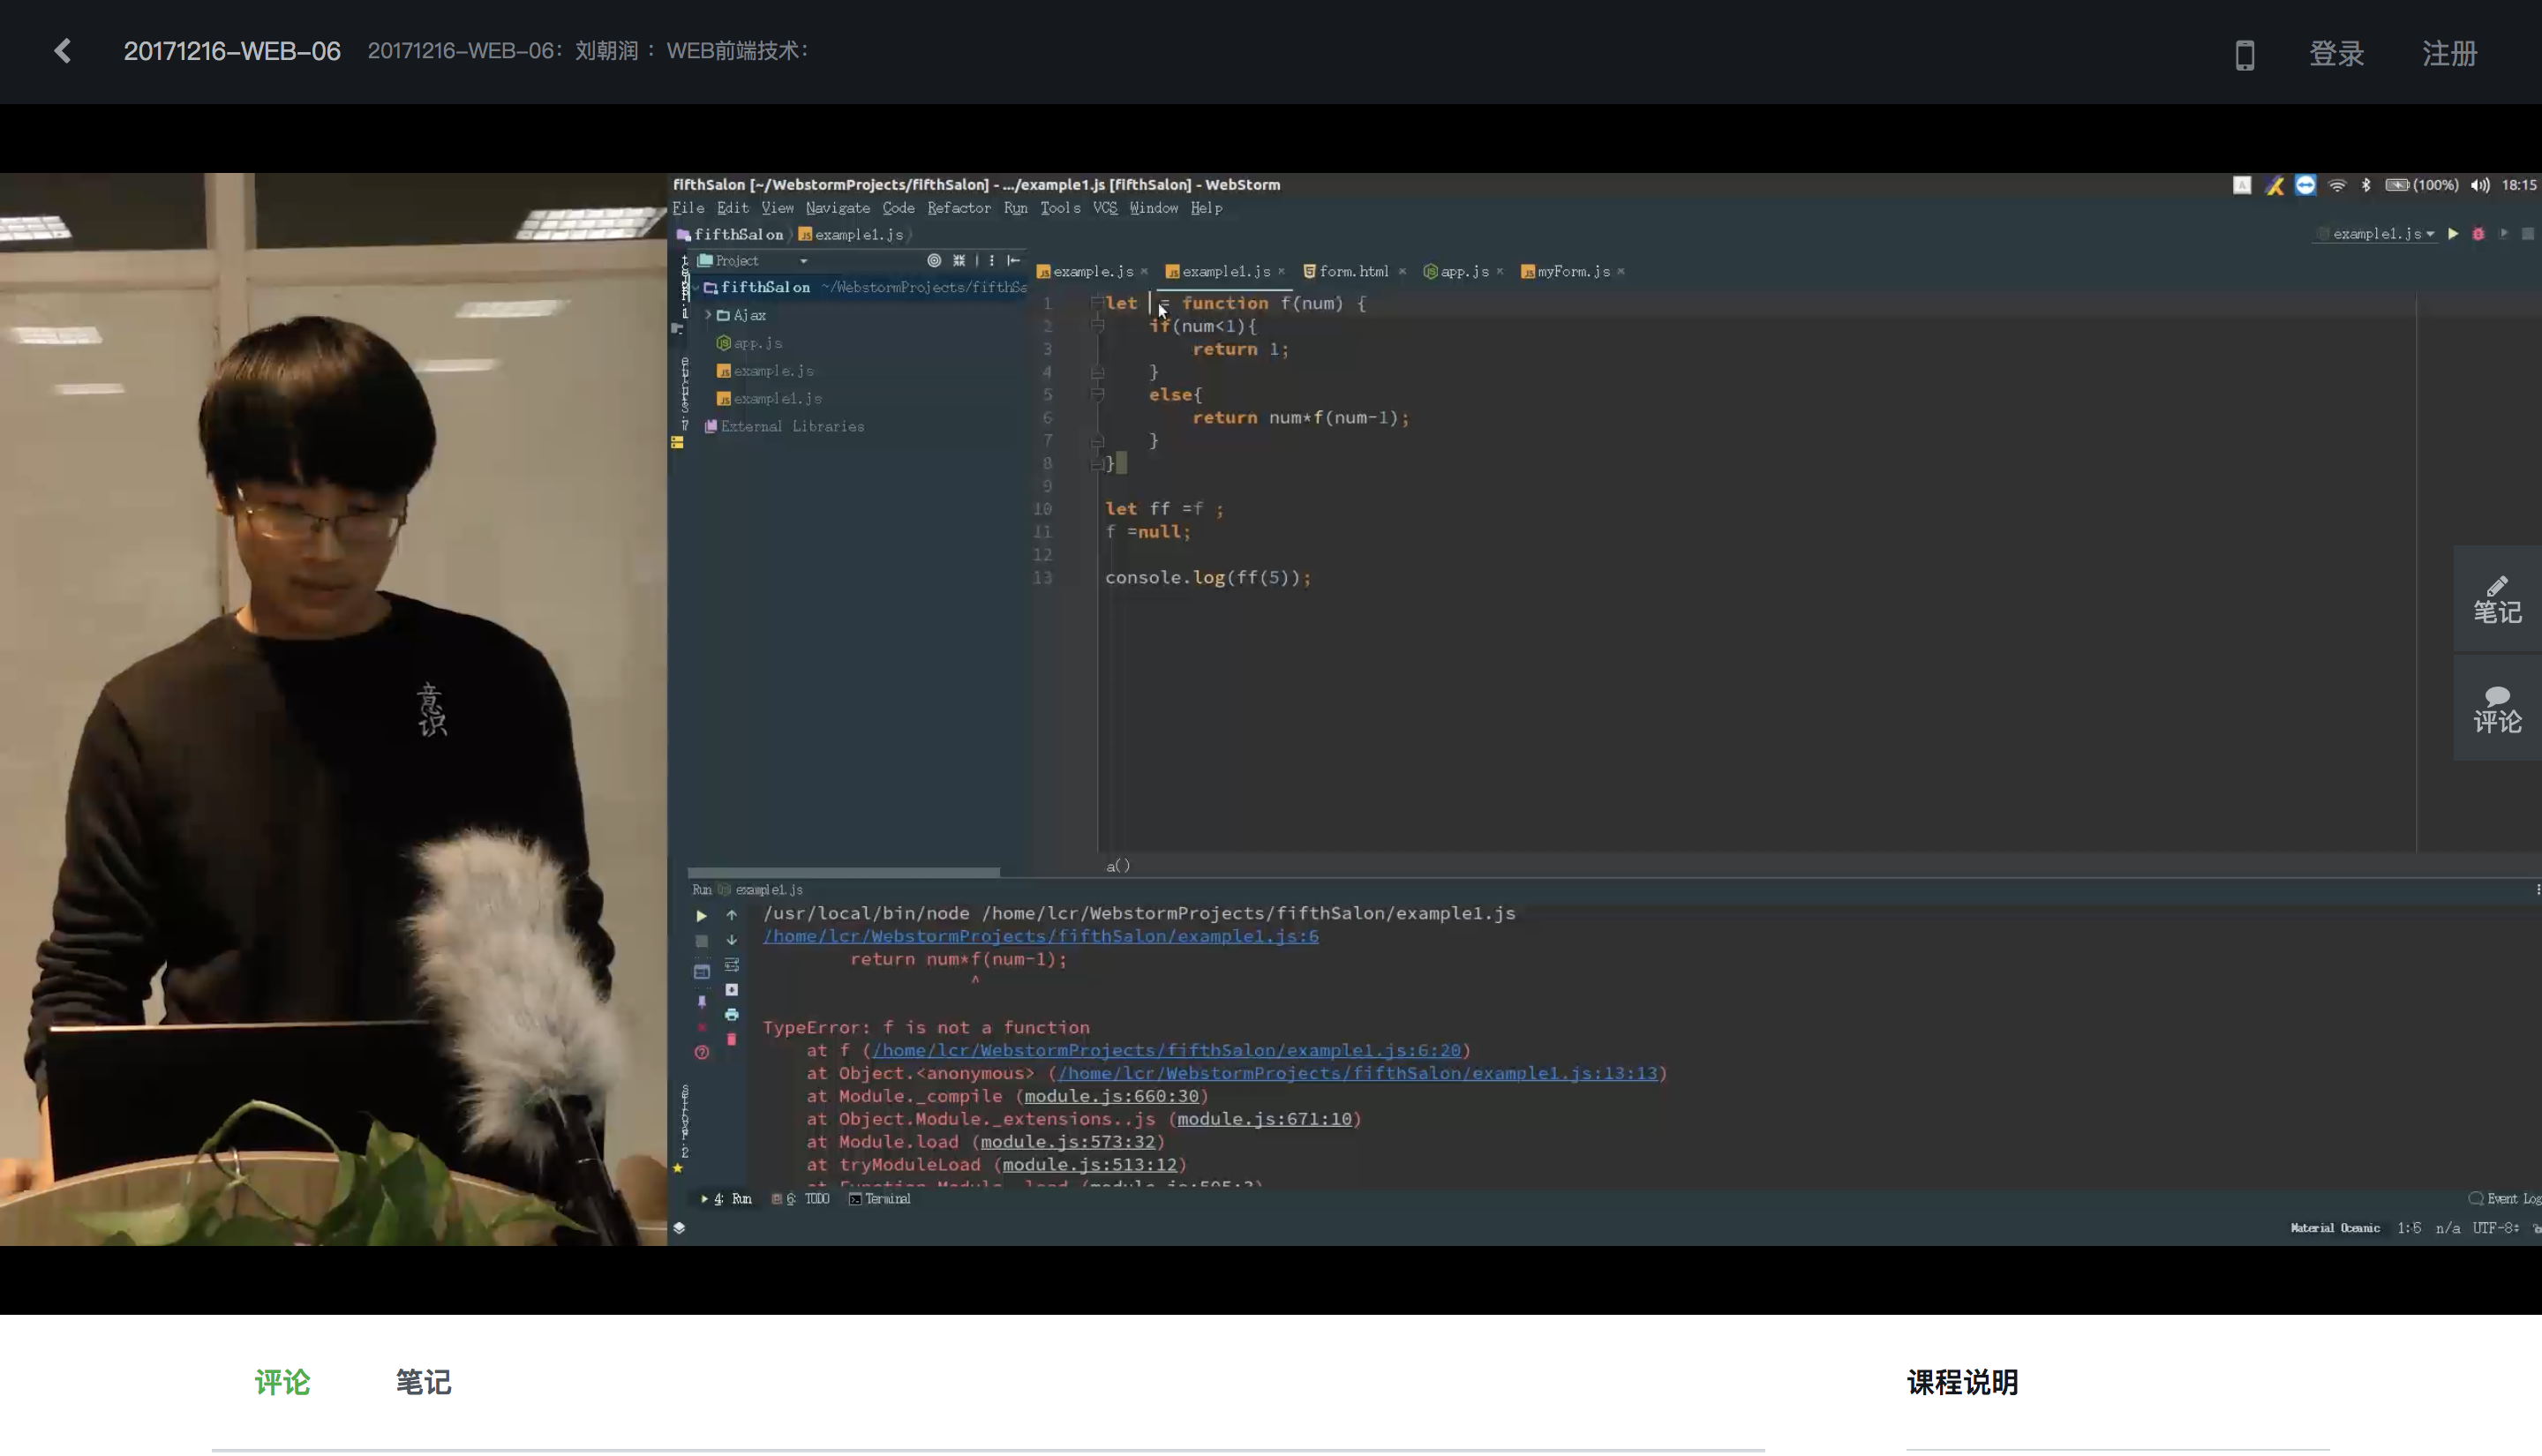 20171216-WEB-06 20171216-WEB-06: 刘朝润 : WEB前端技术:
登录 注册
fifthSalon [~/WebstormProjects/fifthSalon] - .../example1.js [fifthSalon] - WebStorm
(100%) 18:15
File Edit View Navigate Code Refactor Run Tools VCS Window Help
fifthSalon example1.js
example1.js
Project
example.js example1.js form.html app.js myForm.js
fifthSalon ~/WebstormProjects/fifthSa
Ajax
app.js
example.js
example1.js
External Libraries
1 let = function f(num) {
2 if(num<1){
3 return 1;
4 }
5 else{
6 return num*f(num-1);
7 }
8 }
9
10 let ff =f ;
11 f =null;
12
13 console.log(ff(5));
a()
意识
笔记
评论
Run example1.js
/usr/local/bin/node /home/lcr/WebstormProjects/fifthSalon/example1.js
/home/lcr/WebstormProjects/fifthSalon/example1.js:6
return num*f(num-1);
^
TypeError: f is not a function
at f (/home/lcr/WebstormProjects/fifthSalon/example1.js:6:20)
at Object.<anonymous> (/home/lcr/WebstormProjects/fifthSalon/example1.js:13:13)
at Module._compile (module.js:660:30)
at Object.Module._extensions..js (module.js:671:10)
at Module.load (module.js:573:32)
at tryModuleLoad (module.js:513:12)
4: Run 6: TODO Terminal
Event Log
Material Oceanic 1:5 n/a UTF-8
评论 笔记
课程说明